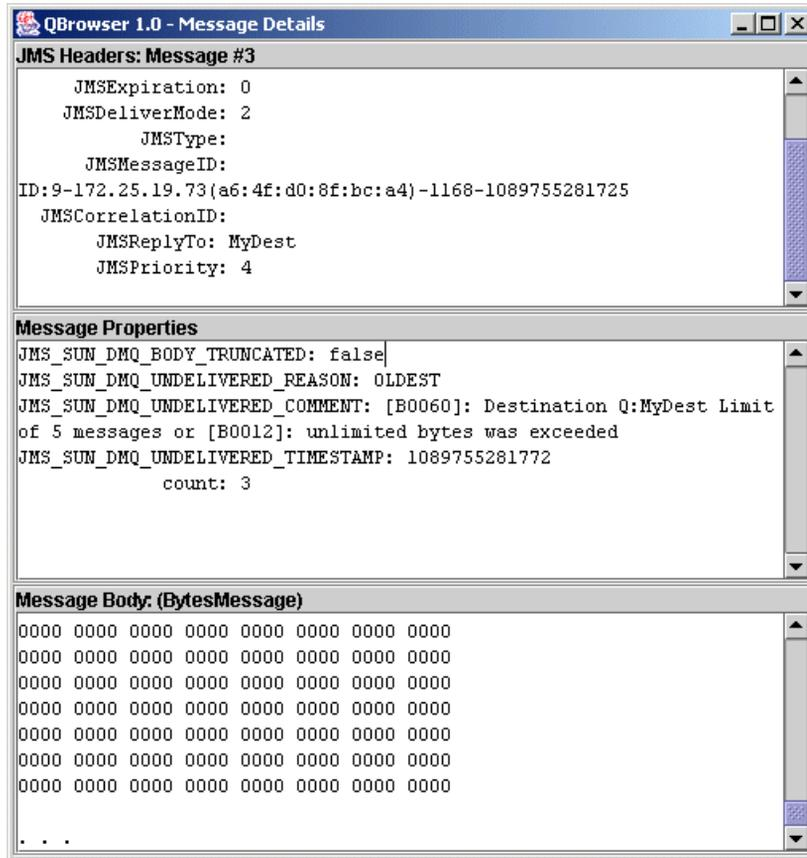 QBrowser 1.0 - Message Details
JMS Headers: Message #3
JMSExpiration: 0
JMSDeliverMode: 2
JMSType:
JMSMessageID:
ID:9-172.25.19.73(a6:4f:d0:8f:bc:a4)-1168-1089755281725
JMSCorrelationID:
JMSReplyTo: MyDest
JMSPriority: 4
Message Properties
JMS_SUN_DMQ_BODY_TRUNCATED: false
JMS_SUN_DMQ_UNDELIVERED_REASON: OLDEST
JMS_SUN_DMQ_UNDELIVERED_COMMENT: [B0060]: Destination Q:MyDest Limit
of 5 messages or [B0012]: unlimited bytes was exceeded
JMS_SUN_DMQ_UNDELIVERED_TIMESTAMP: 1089755281772
count: 3
Message Body: (BytesMessage)
0000 0000 0000 0000 0000 0000 0000 0000
0000 0000 0000 0000 0000 0000 0000 0000
0000 0000 0000 0000 0000 0000 0000 0000
0000 0000 0000 0000 0000 0000 0000 0000
0000 0000 0000 0000 0000 0000 0000 0000
0000 0000 0000 0000 0000 0000 0000 0000
0000 0000 0000 0000 0000 0000 0000 0000
. . .